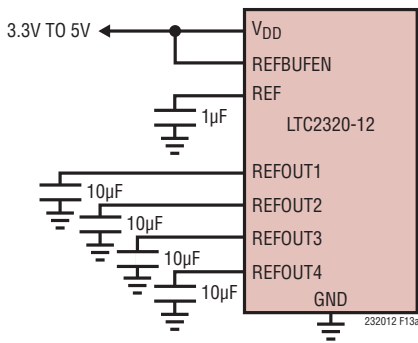 3.3V TO 5V
VDD
REFBUFEN
REF
1µF
LTC2320-12
REFOUT1
10µF
REFOUT2
10µF
REFOUT3
10µF
REFOUT4
10µF
GND
232012 F13a